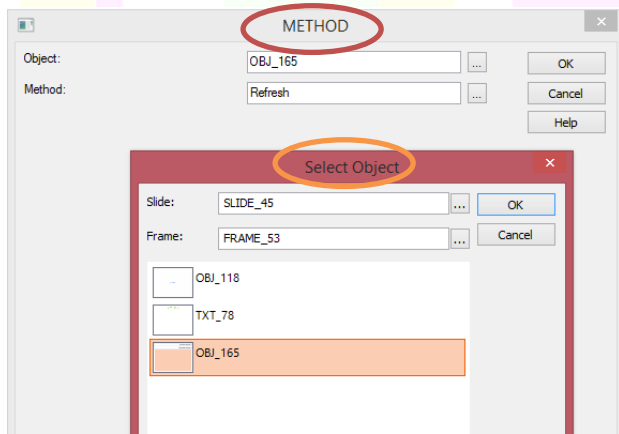 METHOD
Object: OBJ_165 ... OK
Method: Refresh ... Cancel
Help
Select Object
Slide: SLIDE_45 ... OK
Frame: FRAME_53 ... Cancel
OBJ_118
TXT_78
OBJ_165